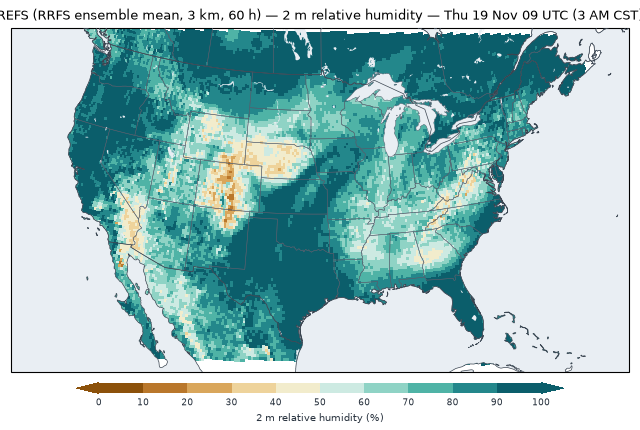 REFS (RRFS ensemble mean, 3 km, 60 h) — 2 m relative humidity — Thu 19 Nov 09 UTC (3 AM CST)
0 10 20 30 40 50 60 70 80 90 100
2 m relative humidity (%)